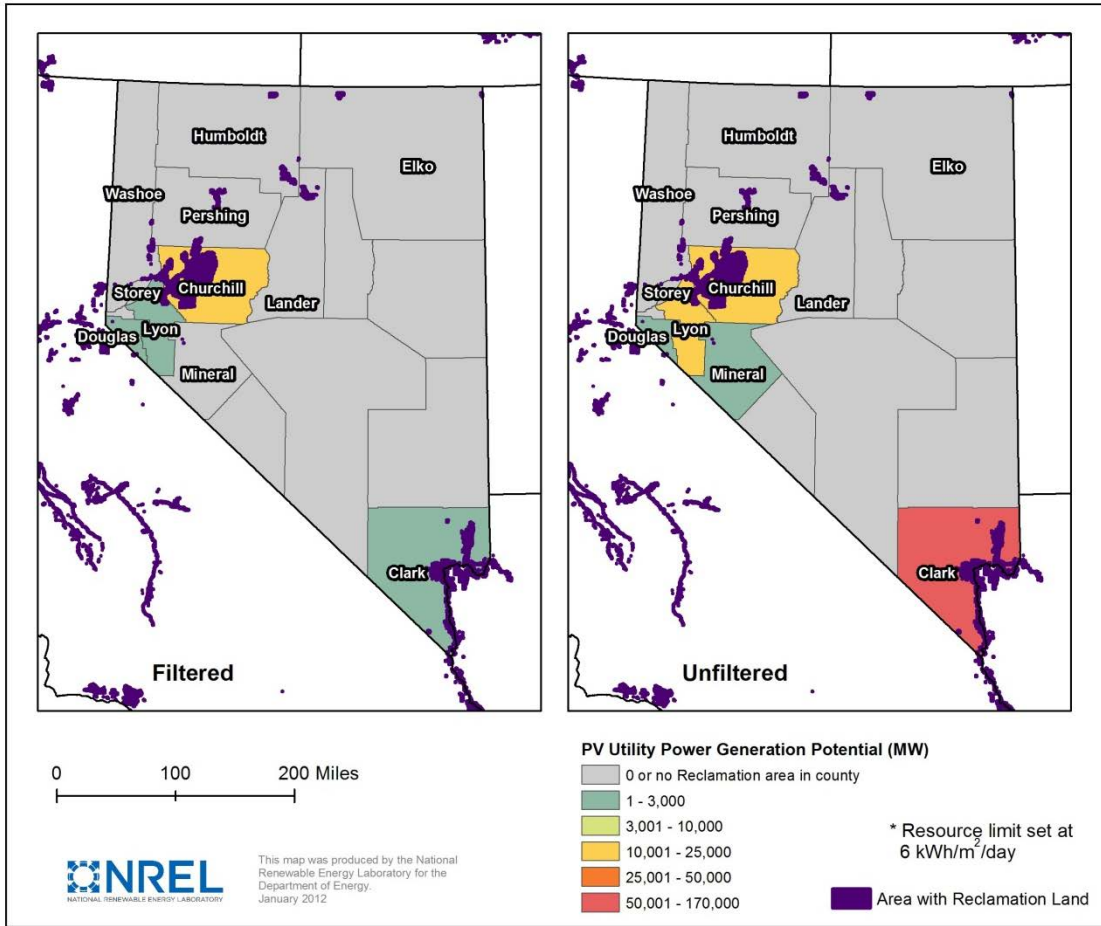 Humboldt
Elko
Washoe
Pershing
Storey
Churchill
Lander
Lyon
Douglas
Mineral
Clark
Filtered
Humboldt
Elko
Washoe
Pershing
Storey
Churchill
Lander
Lyon
Douglas
Mineral
Clark
Unfiltered
0 100 200 Miles
NREL
NATIONAL RENEWABLE ENERGY LABORATORY
This map was produced by the National
Renewable Energy Laboratory for the
Department of Energy.
January 2012
PV Utility Power Generation Potential (MW)
0 or no Reclamation area in county
1 - 3,000
3,001 - 10,000
10,001 - 25,000
25,001 - 50,000
50,001 - 170,000
* Resource limit set at
6 kWh/m²/day
Area with Reclamation Land